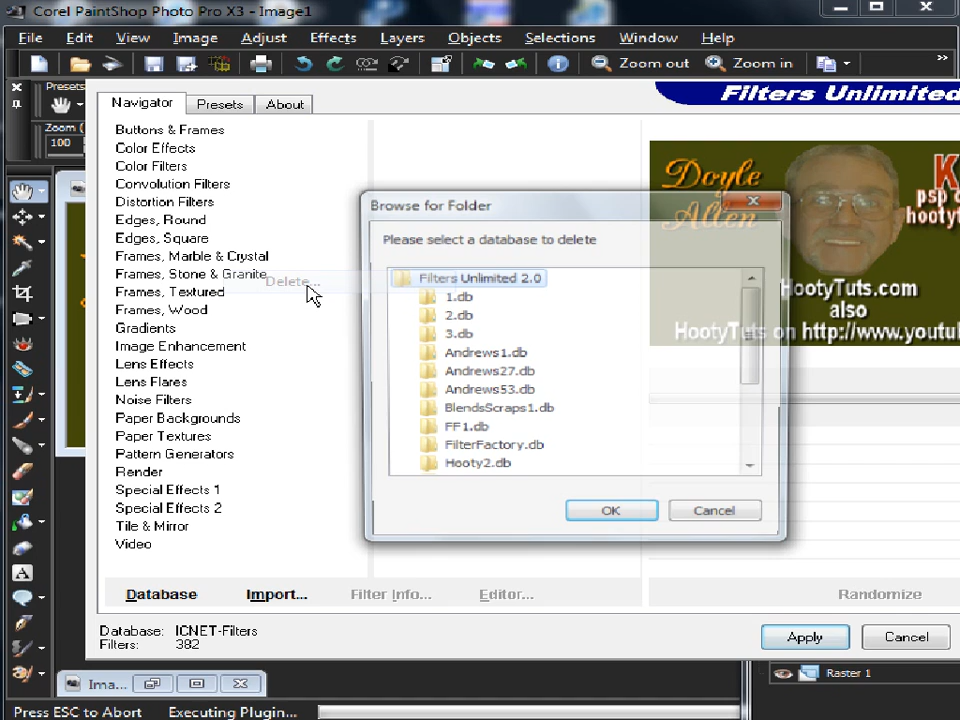 Corel PaintShop Photo Pro X3 - Image1
File Edit View Image Adjust Effects Layers Objects Selections Window Help
Zoom out Zoom in »
Presets
Zoom (
100
Navigator Presets About
Filters Unlimited
Buttons & Frames
Color Effects
Color Filters
Convolution Filters
Distortion Filters
Edges, Round
Edges, Square
Frames, Marble & Crystal
Frames, Stone & Granite
Frames, Textured
Frames, Wood
Gradients
Image Enhancement
Lens Effects
Lens Flares
Noise Filters
Paper Backgrounds
Paper Textures
Pattern Generators
Render
Special Effects 1
Special Effects 2
Tile & Mirror
Video
Delete...
Browse for Folder
Please select a database to delete
Filters Unlimited 2.0
1.db
2.db
3.db
Andrews1.db
Andrews27.db
Andrews53.db
BlendsScraps1.db
FF1.db
FilterFactory.db
Hooty2.db
OK Cancel
Doyle
Allen
K
psp
hooty
HootyTuts.com
also
HootyTuts on http://www.youtu
Database Import... Filter Info... Editor... Randomize
Database: ICNET-Filters
Filters: 382
Apply Cancel
Ima...
Raster 1
Press ESC to Abort Executing Plugin...